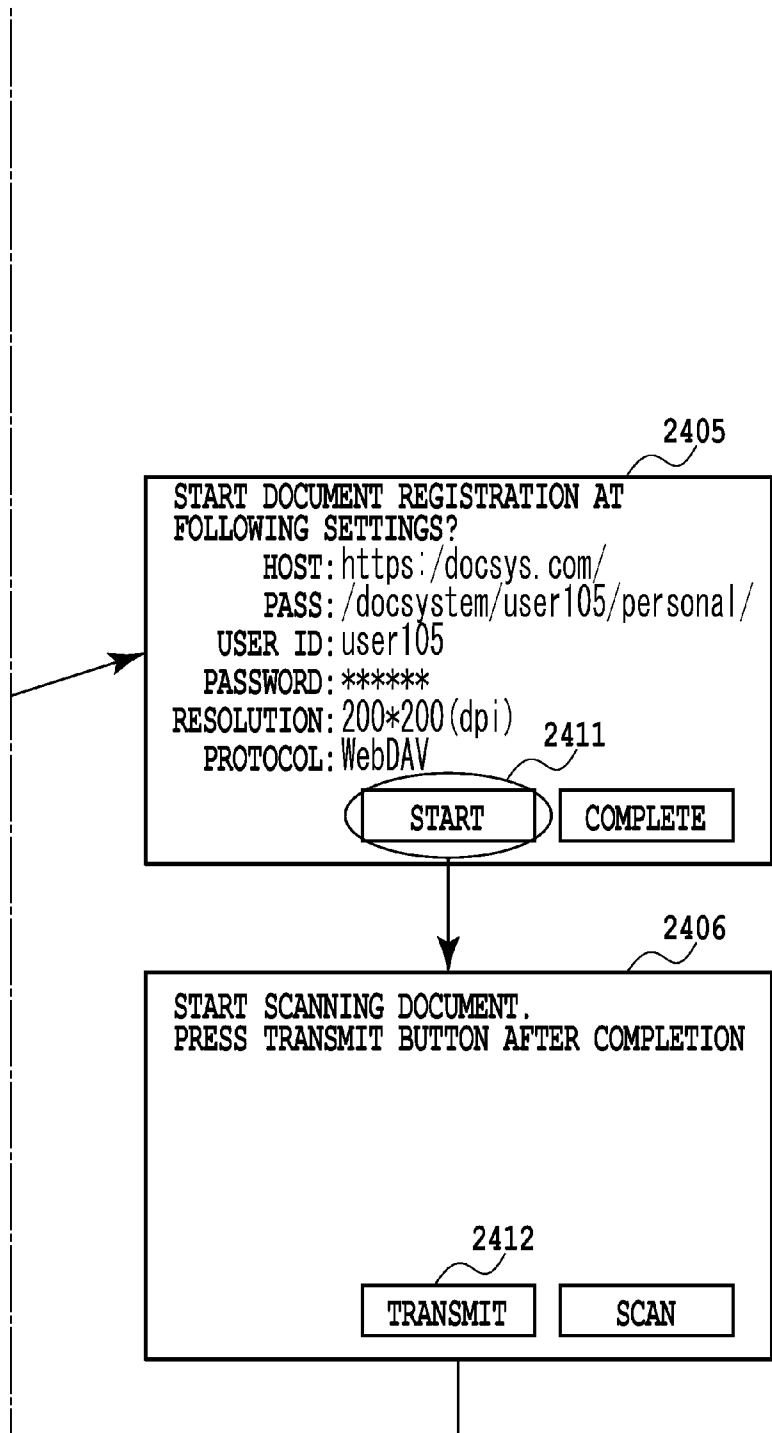 2405
START DOCUMENT REGISTRATION AT
FOLLOWING SETTINGS?
HOST: https:/docsys.com/
PASS: /docsystem/user105/personal/
USER ID: user105
PASSWORD: ******
RESOLUTION: 200*200(dpi)
PROTOCOL: WebDAV
2411
START COMPLETE
2406
START SCANNING DOCUMENT.
PRESS TRANSMIT BUTTON AFTER COMPLETION
2412
TRANSMIT SCAN